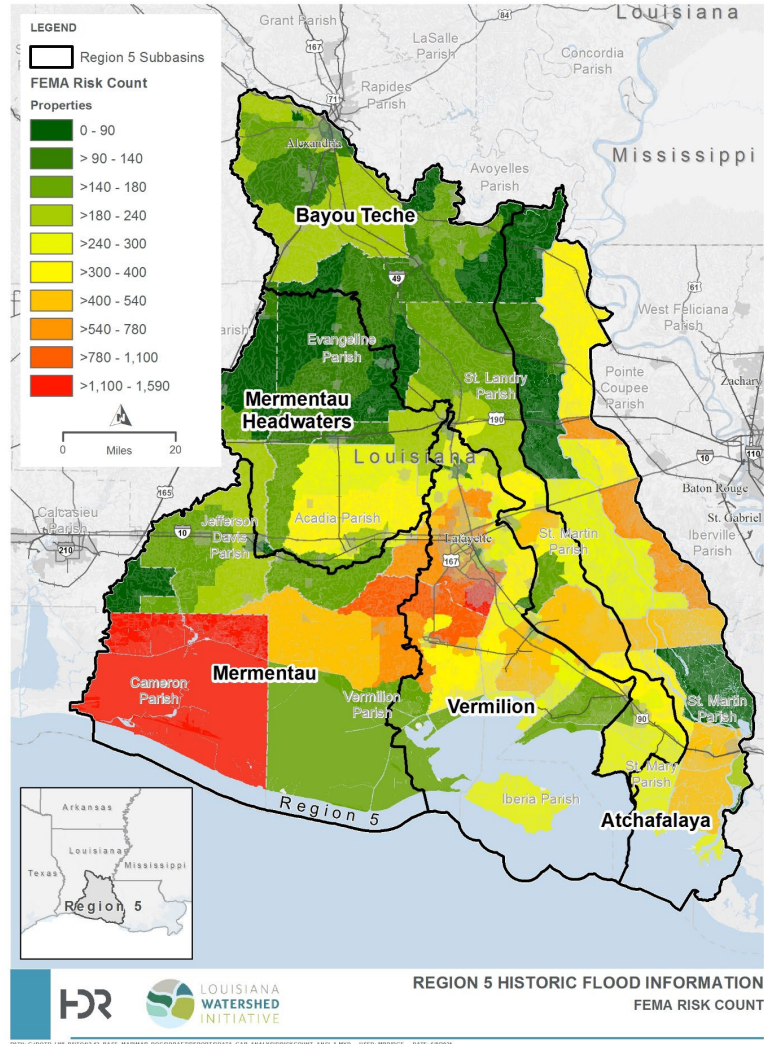 LEGEND
Region 5 Subbasins
FEMA Risk Count
Properties
0 - 90
> 90 - 140
>140 - 180
>180 - 240
>240 - 300
>300 - 400
>400 - 540
>540 - 780
>780 - 1,100
>1,100 - 1,590
0 20
Miles
Grant Parish
84
Louisiana
167
LaSalle
Parish
Concordia
Parish
Rapides
Parish
71
Alexandria
Avoyelles
Parish
Mississippi
Bayou Teche
49
61
West Feliciana
Parish
Evangeline
Parish
St. Landry
Parish
Pointe
Coupee
Parish
Zachary
Mermentau
Headwaters
190
Louisiana
10
110
Baton Rouge
165
Calcasieu
Parish
210
10
Jefferson
Davis
Parish
Acadia Parish
Lafayette
167
St. Martin
Parish
St. Gabriel
Iberville
Parish
Cameron
Parish
Mermentau
Vermilion
Parish
Vermilion
St. Martin
Parish
90
St. Mary
Parish
Iberia Parish
Atchafalaya
Region 5
Arkansas
Louisiana
Mississippi
Texas
Region 5
HDR
LOUISIANA
WATERSHED
INITIATIVE
REGION 5 HISTORIC FLOOD INFORMATION
FEMA RISK COUNT